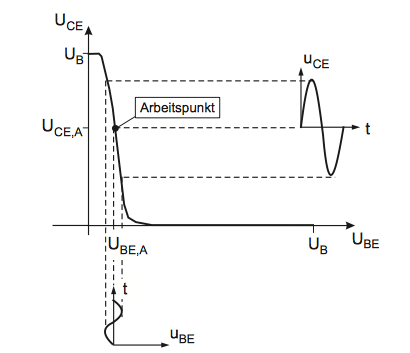 U_CE
u_CE
U_B
Arbeitspunkt
U_CE,A
t
U_BE,A
U_B
U_BE
t
u_BE